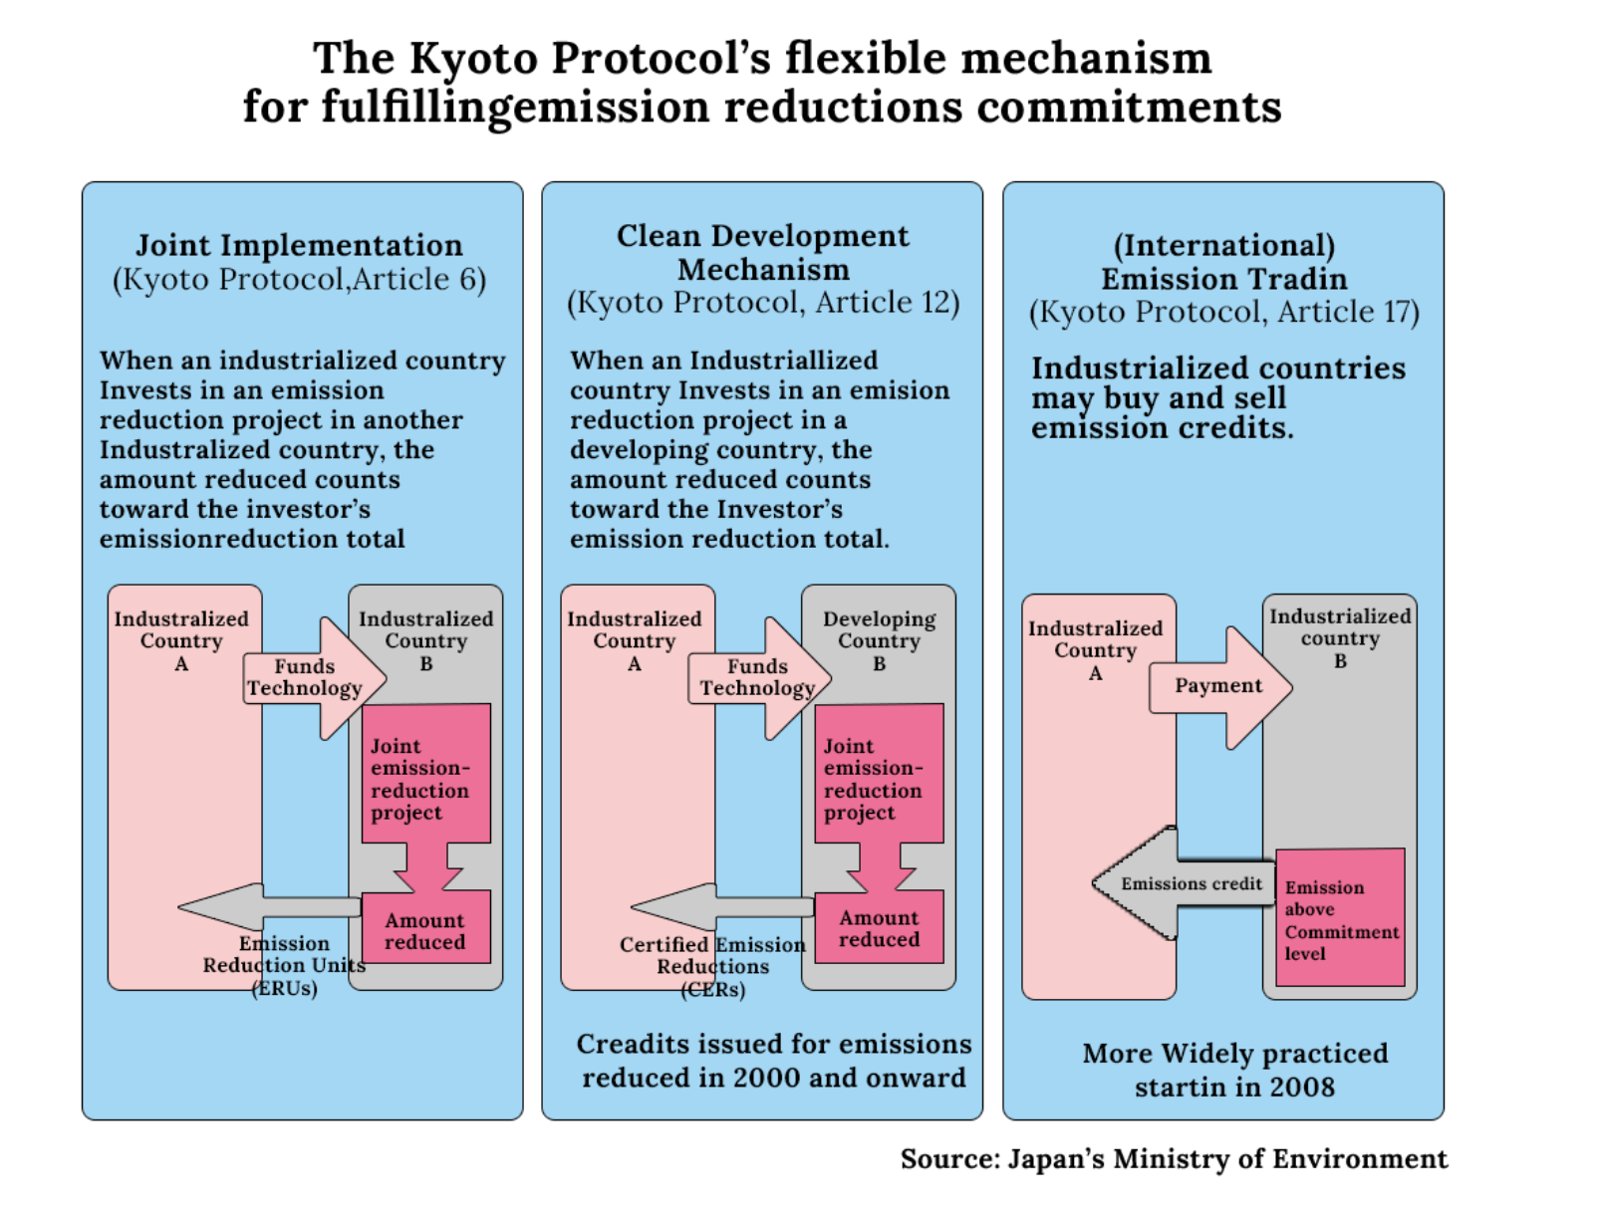 The Kyoto Protocol’s flexible mechanism
for fulfillingemission reductions commitments
Joint Implementation
(Kyoto Protocol,Article 6)
When an industrialized country
Invests in an emission
reduction project in another
Industralized country, the
amount reduced counts
toward the investor’s
emissionreduction total
Industralized
Country
A
Funds
Technology
Industralized
Country
B
Joint
emission-
reduction
project
Amount
reduced
Emission
Reduction Units
(ERUs)
Clean Development
Mechanism
(Kyoto Protocol, Article 12)
When an Industriallized
country Invests in an emision
reduction project in a
developing country, the
amount reduced counts
toward the Investor’s
emission reduction total.
Industralized
Country
A
Funds
Technology
Developing
Country
B
Joint
emission-
reduction
project
Amount
reduced
Certified Emission
Reductions
(CERs)
Creadits issued for emissions
reduced in 2000 and onward
(International)
Emission Tradin
(Kyoto Protocol, Article 17)
Industrialized countries
may buy and sell
emission credits.
Industralized
Country
A
Payment
Industrialized
country
B
Emissions credit
Emission
above
Commitment
level
More Widely practiced
startin in 2008
Source: Japan’s Ministry of Environment